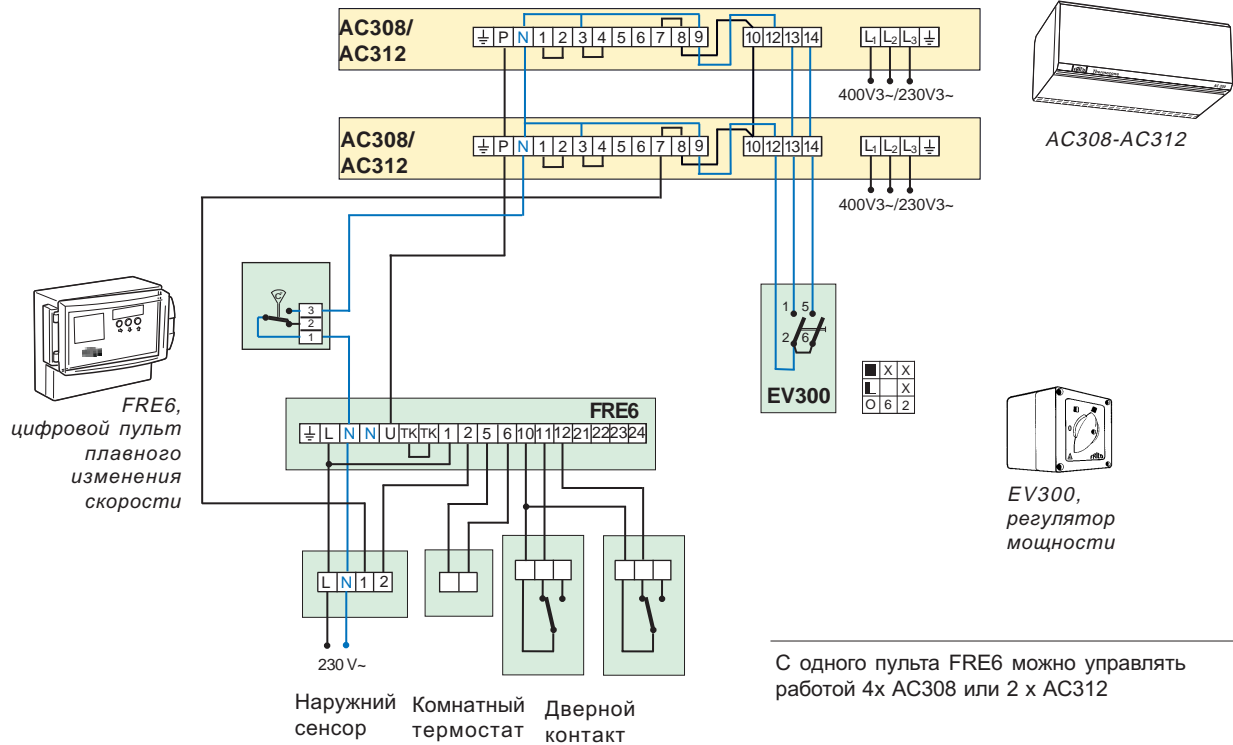 AC308/
AC312
⏚ P N 1 2 3 4 5 6 7 8 9
10 12 13 14
L1 L2 L3 ⏚
400V3~/230V3~
AC308-AC312
AC308/
AC312
⏚ P N 1 2 3 4 5 6 7 8 9
10 12 13 14
L1 L2 L3 ⏚
400V3~/230V3~
3
2
1
1 5
2 6
EV300
X X
X
O 6 2
FRE6
⏚ L N N U TK TK 1 2 5 6 10 11 12 21 22 23 24
FRE6,
цифровой пульт
плавного
изменения
скорости
EV300,
регулятор
мощности
L N 1 2
230 V~
Наружний
сенсор
Комнатный
термостат
Дверной
контакт
С одного пульта FRE6 можно управлять
работой 4х AC308 или 2 х AC312